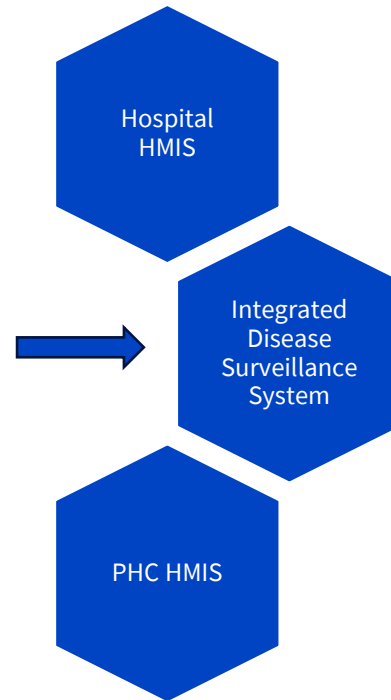 Hospital
HMIS
Integrated
Disease
Surveillance
System
PHC HMIS